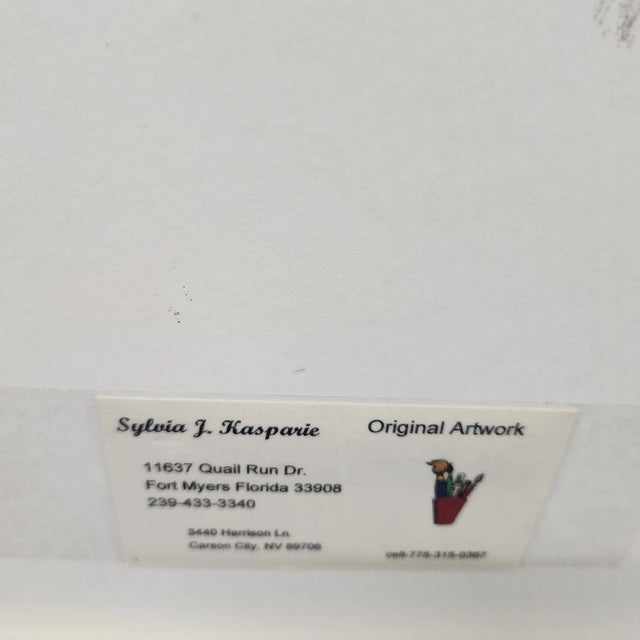 Sylvia J. Kasparie
Original Artwork
11637 Quail Run Dr.
Fort Myers Florida 33908
239-433-3340
3440 Harrison Ln.
Carson City, NV 89706
cell-775-315-0367